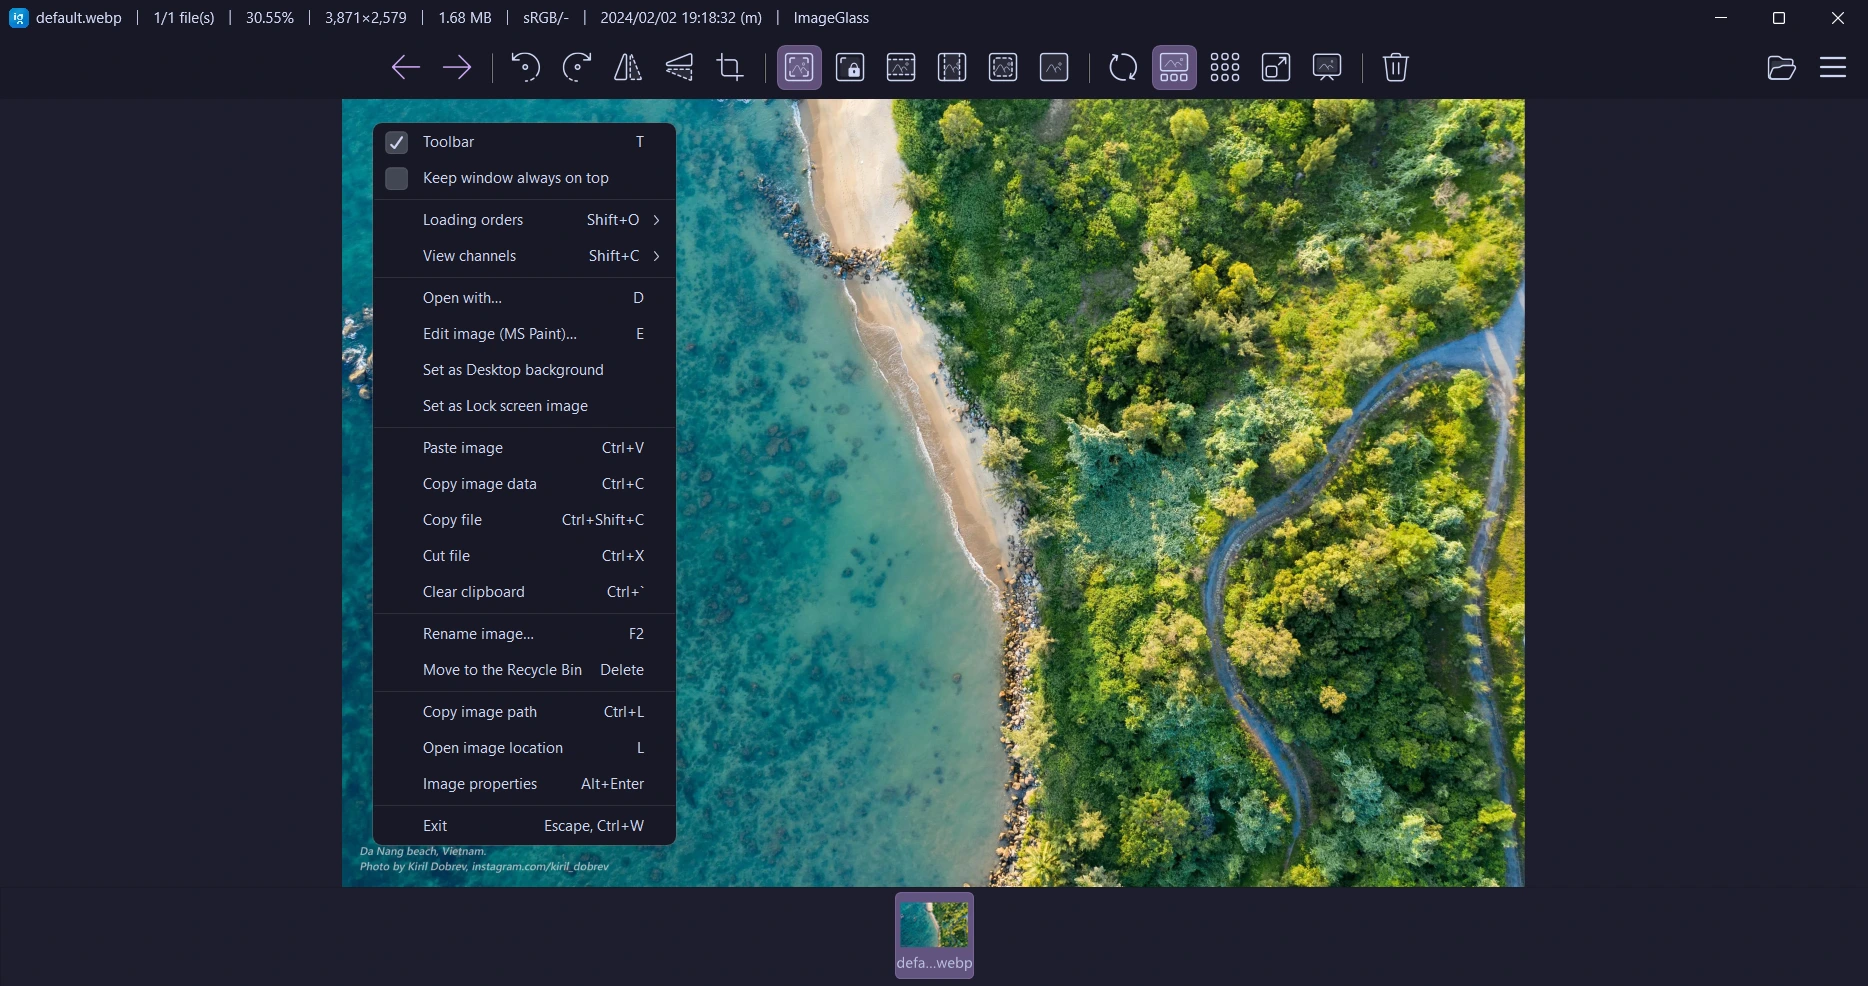 default.webp | 1/1 file(s) | 30.55% | 3,871×2,579 | 1.68 MB | sRGB/- | 2024/02/02 19:18:32 (m) | ImageGlass
Toolbar T
Keep window always on top
Loading orders Shift+O
View channels Shift+C
Open with... D
Edit image (MS Paint)... E
Set as Desktop background
Set as Lock screen image
Paste image Ctrl+V
Copy image data Ctrl+C
Copy file Ctrl+Shift+C
Cut file Ctrl+X
Clear clipboard Ctrl+`
Rename image... F2
Move to the Recycle Bin Delete
Copy image path Ctrl+L
Open image location L
Image properties Alt+Enter
Exit Escape, Ctrl+W
Da Nang beach, Vietnam.
Photo by Kiril Dobrev, instagram.com/kiril_dobrev
defa...webp